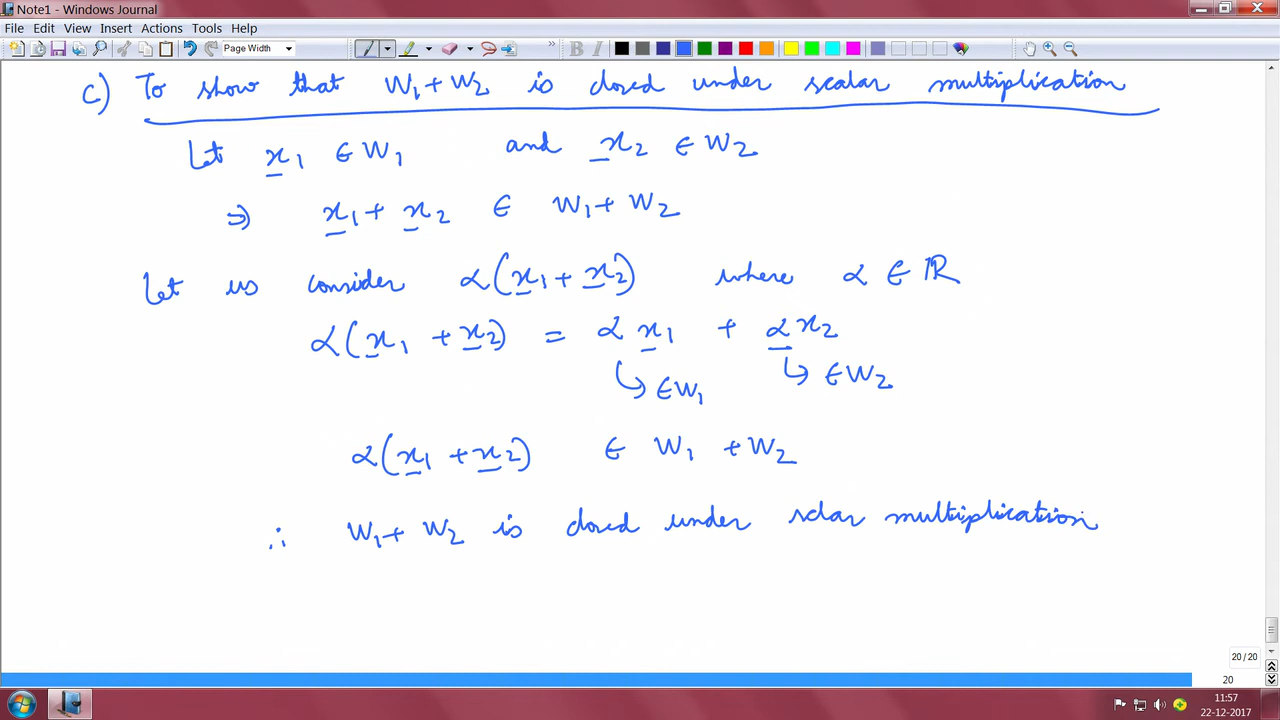 Note1 - Windows Journal
File Edit View Insert Actions Tools Help
Page Width
c) To show that W₁ + W₂ is closed under scalar multiplication
Let x₁ ∈ W₁ and x₂ ∈ W₂
⇒ x₁ + x₂ ∈ W₁ + W₂
Let us consider α(x₁ + x₂) where α ∈ ℝ
α(x₁ + x₂) = α x₁ + α x₂
↳ ∈ W₁ ↳ ∈ W₂
α(x₁ + x₂) ∈ W₁ + W₂
∴ W₁ + W₂ is closed under sclar multiplication
20 / 20
20
11:57
22-12-2017